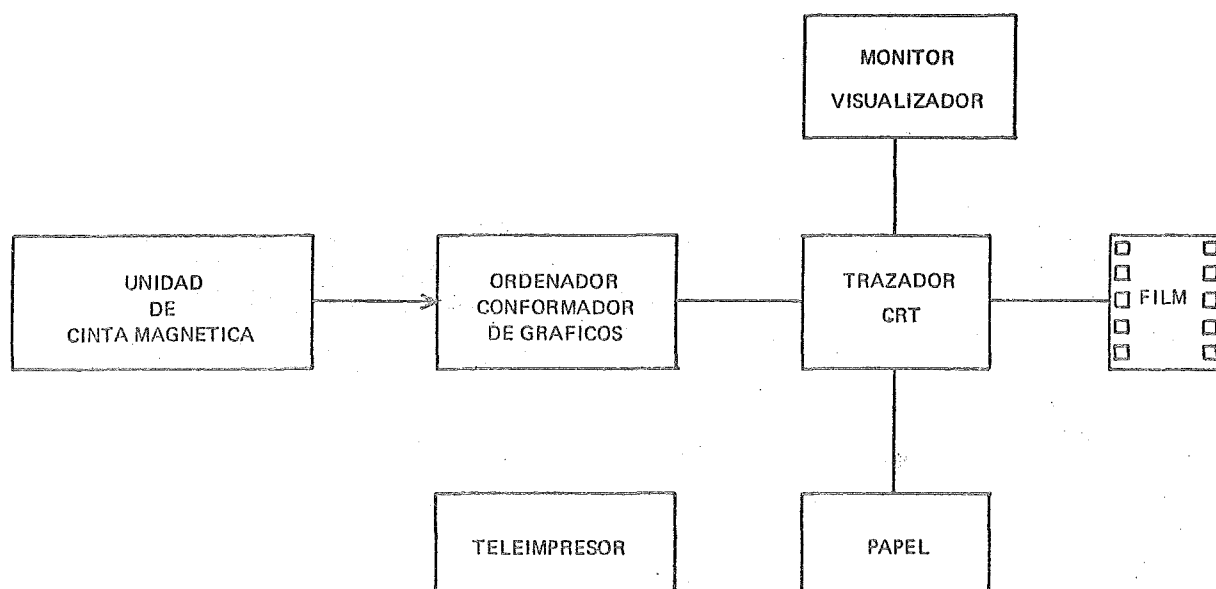 MONITOR
VISUALIZADOR
UNIDAD
DE
CINTA MAGNETICA
ORDENADOR
CONFORMADOR
DE GRAFICOS
TRAZADOR
CRT
FILM
TELEIMPRESOR
PAPEL